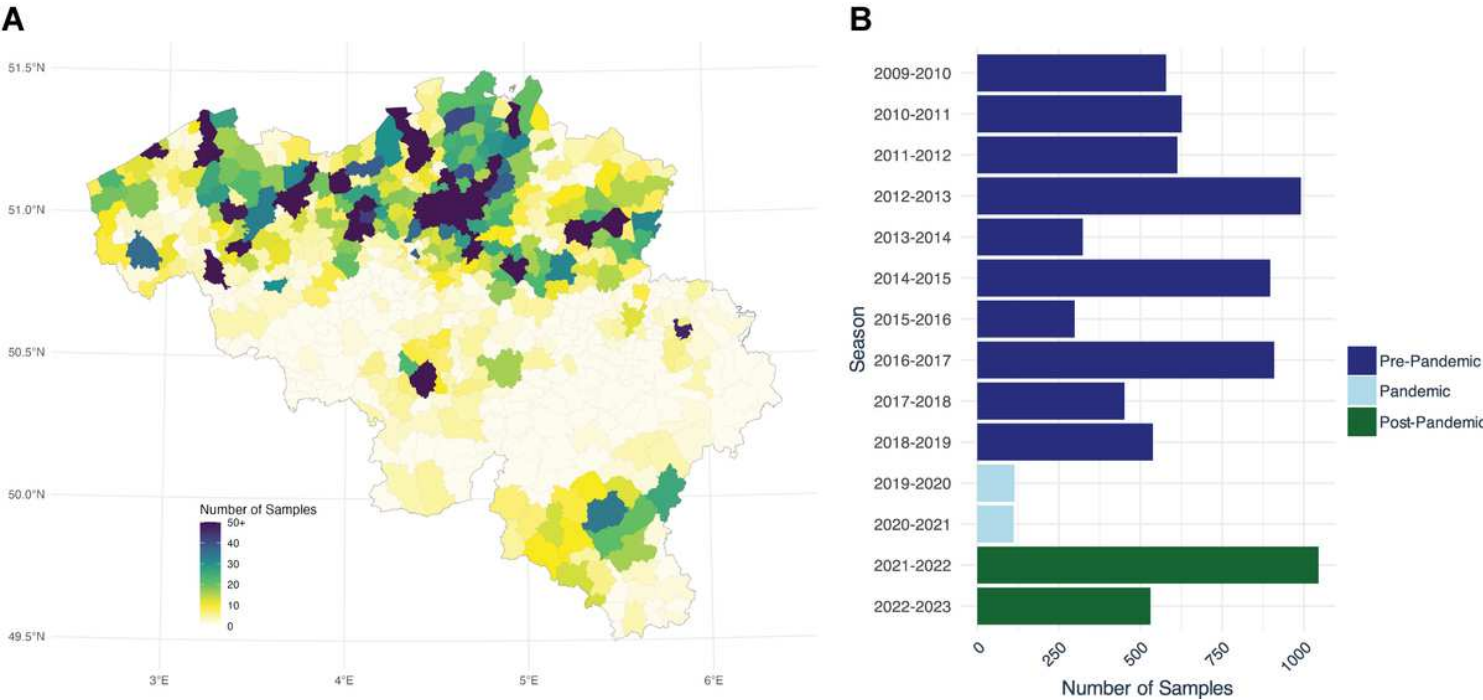 A
51.5°N
51.0°N
50.5°N
50.0°N
49.5°N
3°E
4°E
5°E
6°E
Number of Samples
50+
40
30
20
10
0
B
Season
2009-2010
2010-2011
2011-2012
2012-2013
2013-2014
2014-2015
2015-2016
2016-2017
2017-2018
2018-2019
2019-2020
2020-2021
2021-2022
2022-2023
0
250
500
750
1000
Number of Samples
Pre-Pandemic
Pandemic
Post-Pandemic